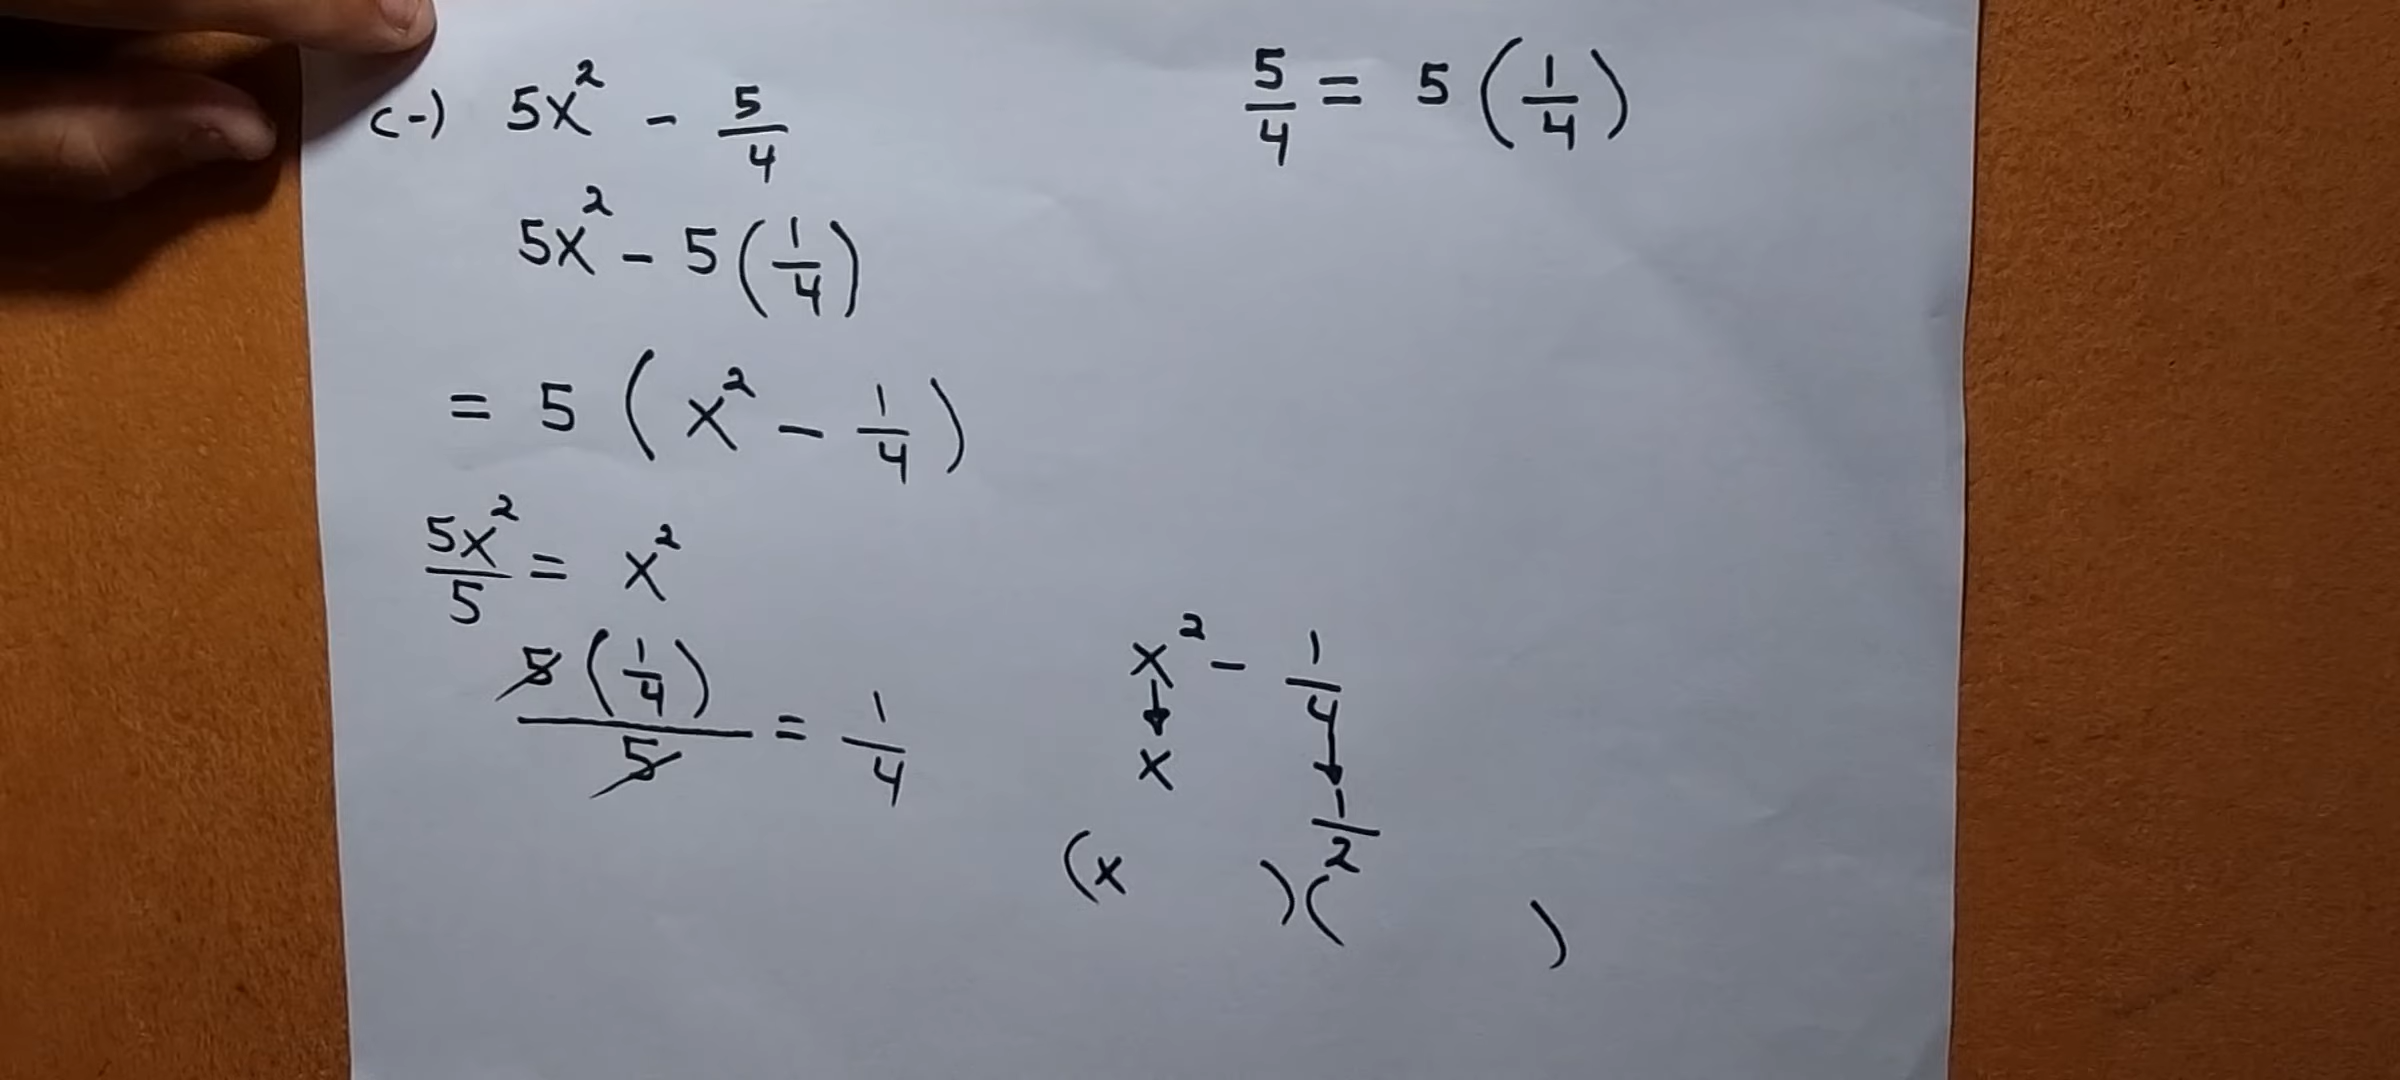 c-) 5x² - 5/4
5/4 = 5 (1/4)
5x² - 5(1/4)
= 5 (x² - 1/4)
5x²/5 = x²
5(1/4)/5 = 1/4
x² - 1/4
x 1/2
(x )( )